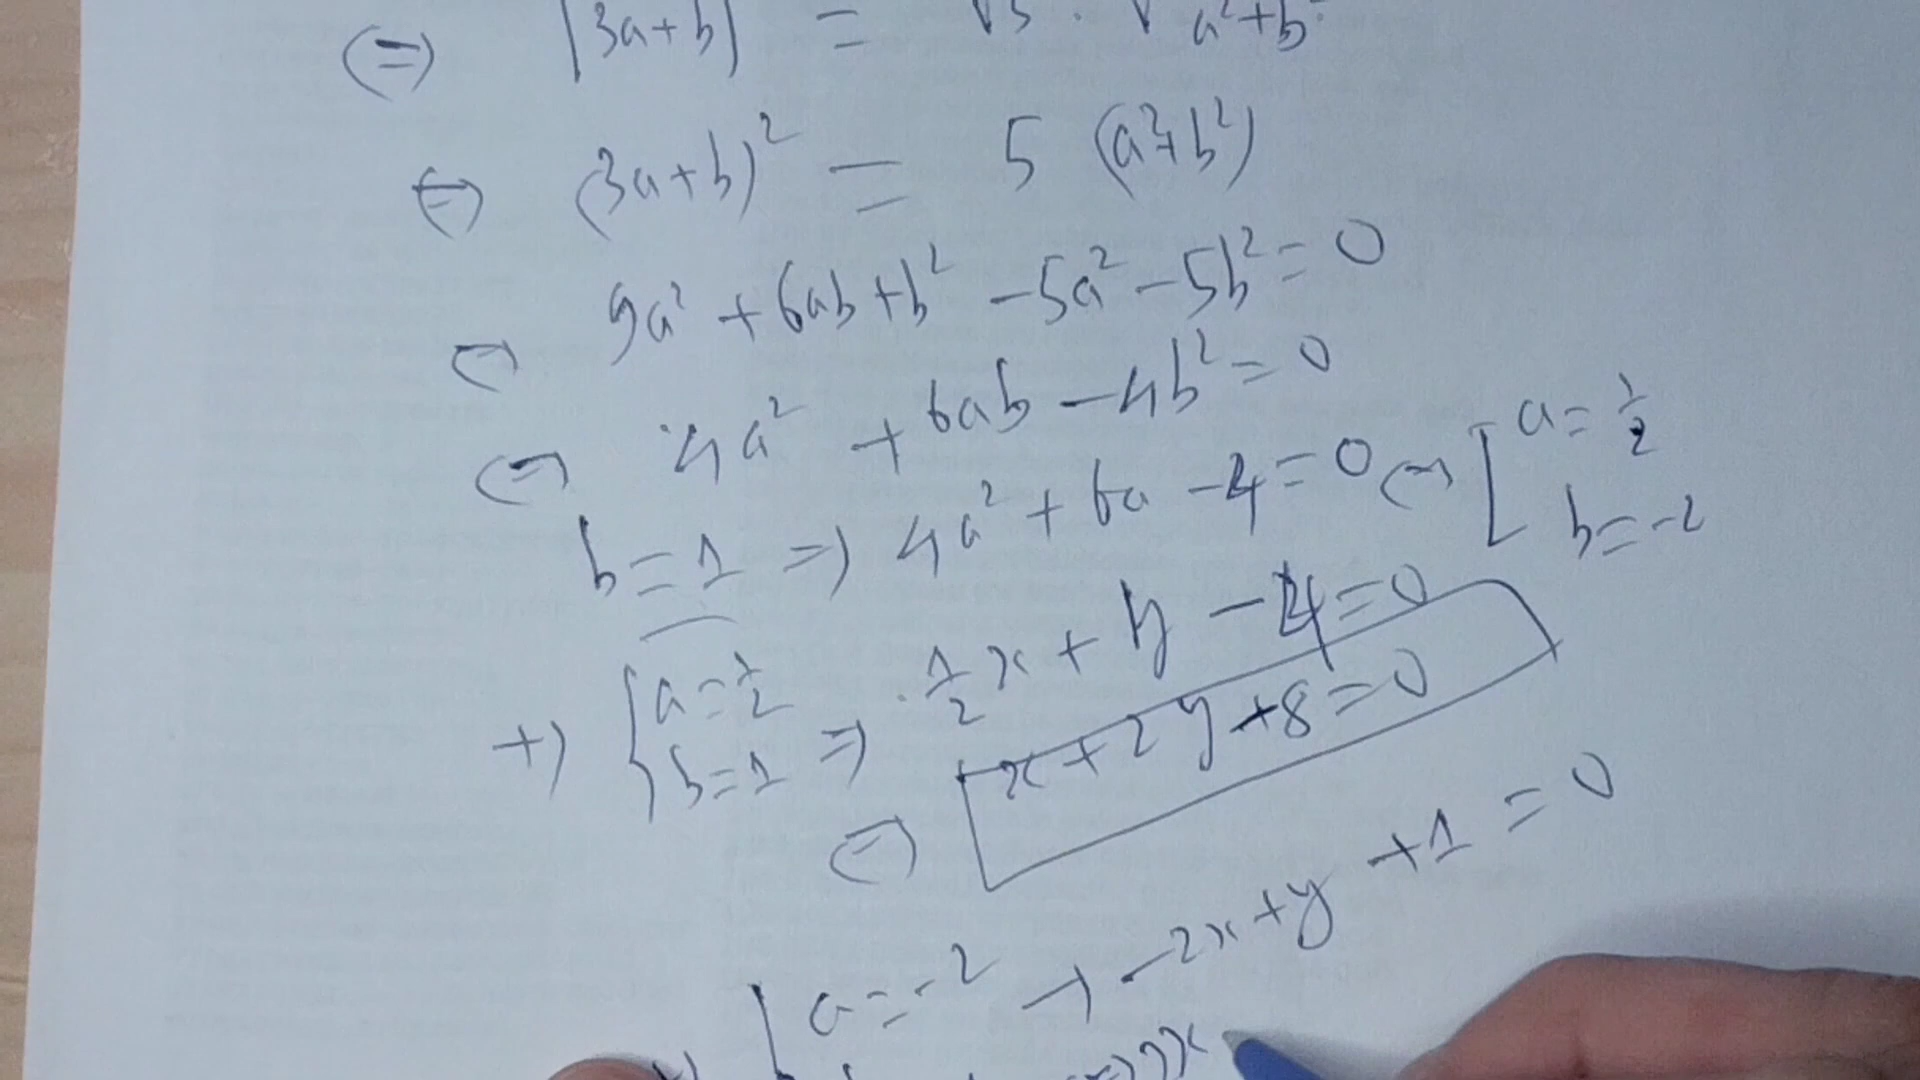 (=) |3a+b| = √5 . √a²+b²
(=) (3a+b)² = 5 (a²+b²)
(=) 9a² + 6ab + b² - 5a² - 5b² = 0
(=) 4a² + 6ab - 4b² = 0
b = 1 => 4a² + 6a - 4 = 0 (=) [ a = 1/2
b = -2
+) { a = 1/2 => 1/2 x + y - 4 = 0
b = 1
(=) x + 2y + 8 = 0
a = -2 → -2x + y + 1 = 0